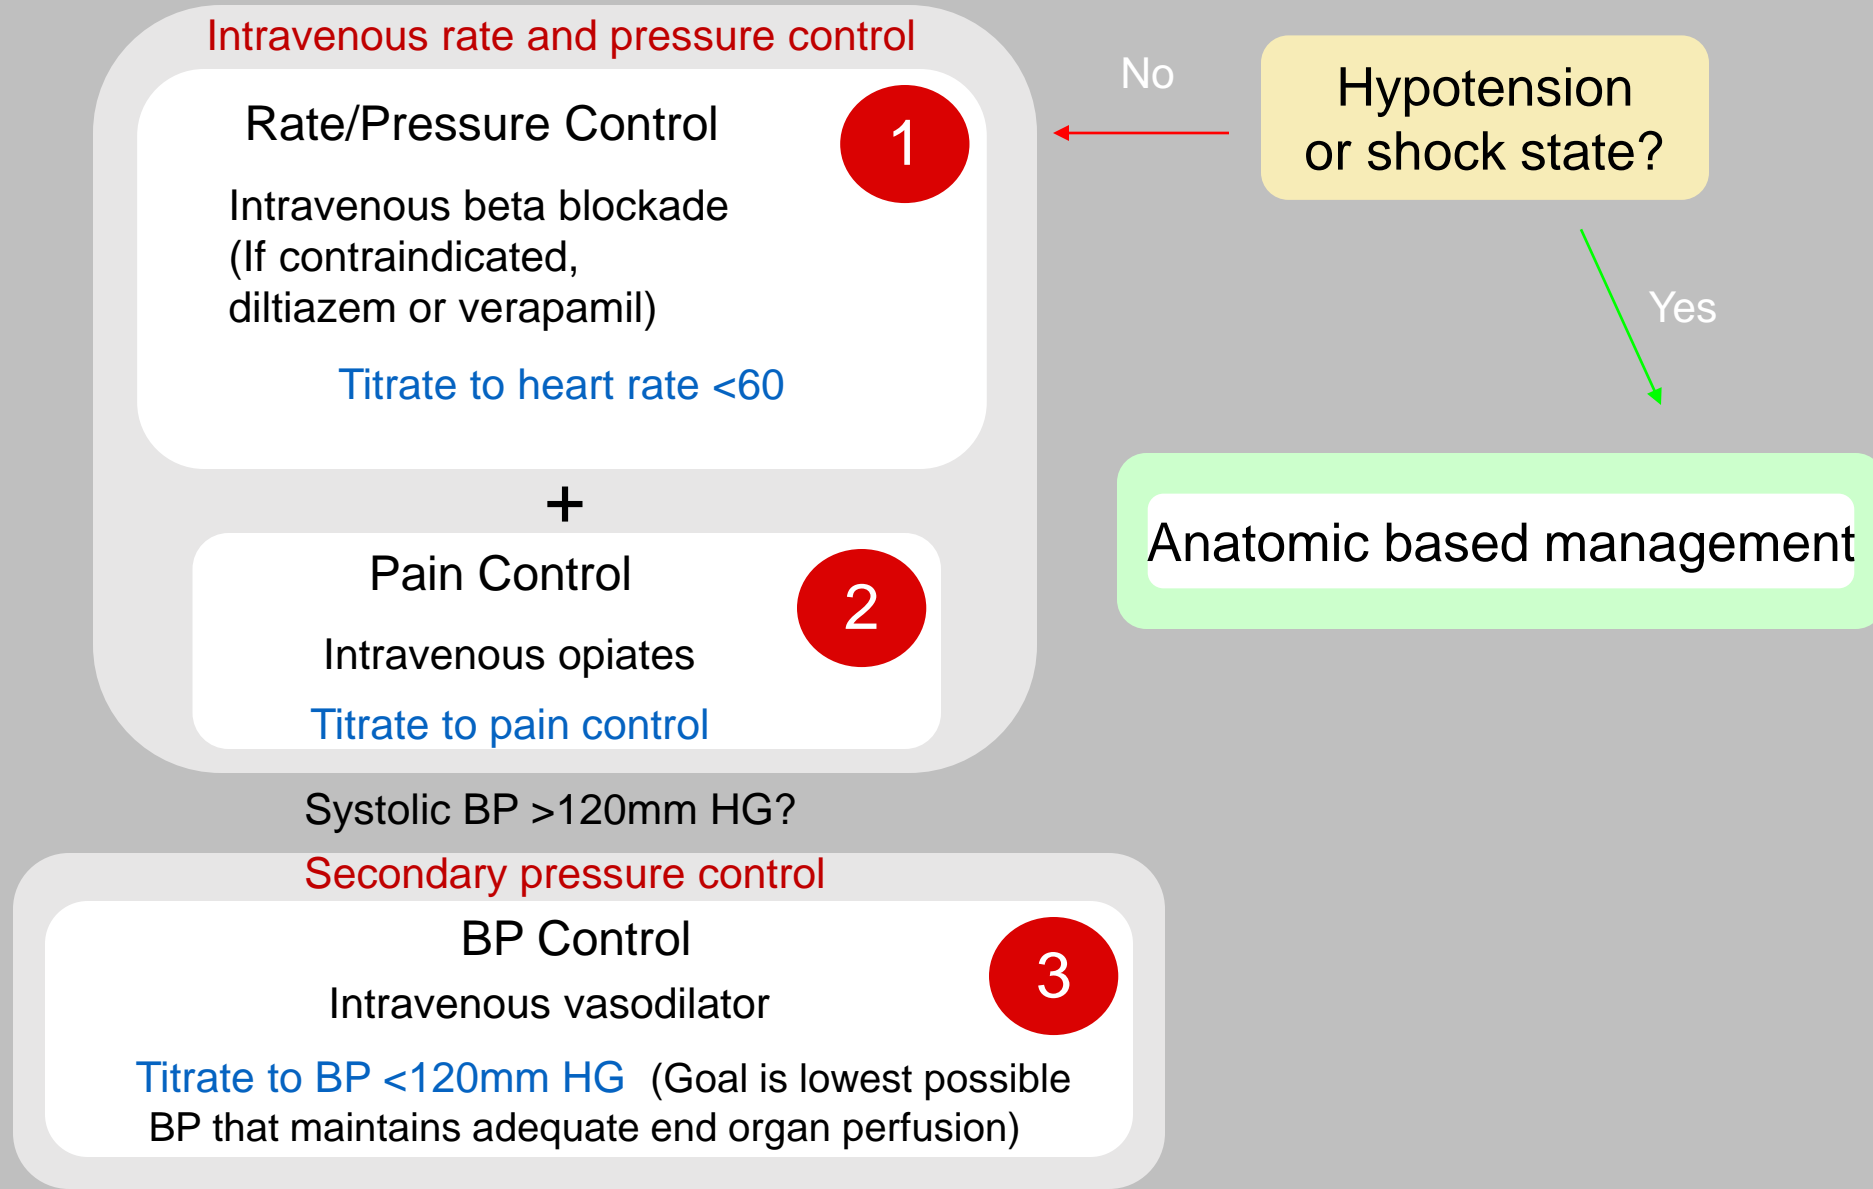 Intravenous rate and pressure control
Rate/Pressure Control
1
Intravenous beta blockade
(If contraindicated,
diltiazem or verapamil)
Titrate to heart rate <60
+
Pain Control
2
Intravenous opiates
Titrate to pain control
Systolic BP >120mm HG?
Secondary pressure control
BP Control
3
Intravenous vasodilator
Titrate to BP <120mm HG (Goal is lowest possible
BP that maintains adequate end organ perfusion)
No
Hypotension
or shock state?
Yes
Anatomic based management